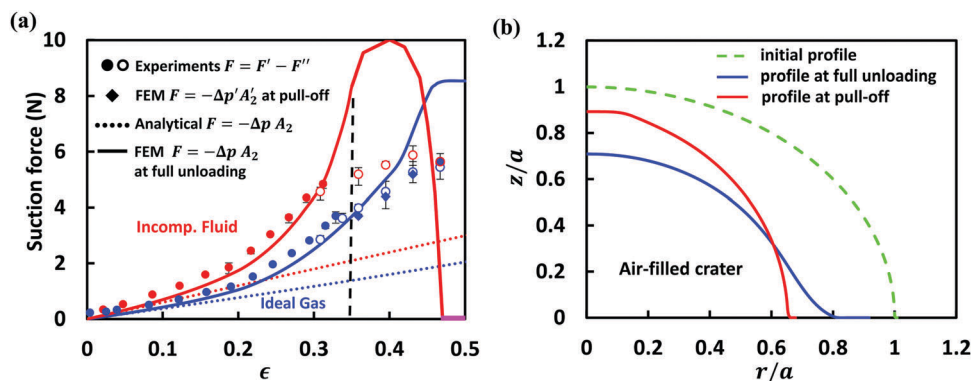 (a)
10
8
6
4
2
0
Suction force (N)
Experiments F = F′ − F″
FEM F = −Δp′A′₂ at pull-off
Analytical F = −Δp A₂
FEM F = −Δp A₂
at full unloading
Incomp. Fluid
Ideal Gas
0 0.1 0.2 0.3 0.4 0.5
ϵ
(b)
1.2
1
0.8
0.6
0.4
0.2
0
z/a
initial profile
profile at full unloading
profile at pull-off
Air-filled crater
0 0.2 0.4 0.6 0.8 1 1.2
r/a